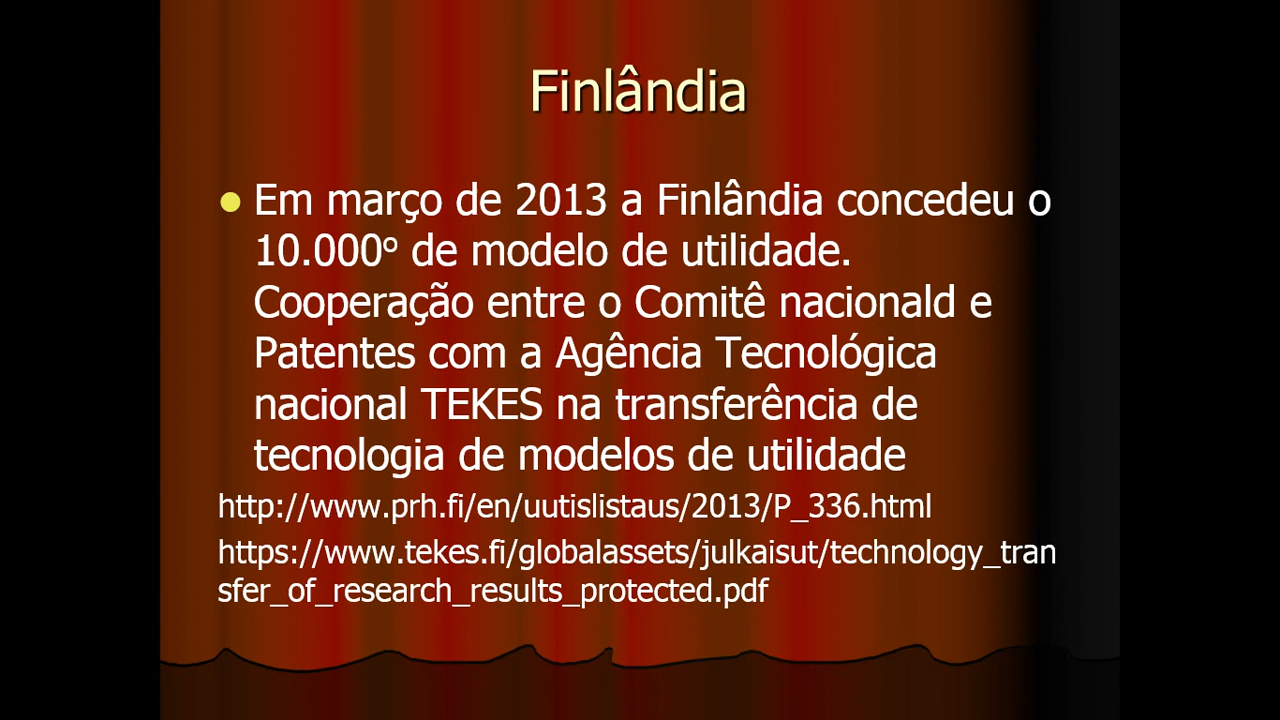 Finlândia
Em março de 2013 a Finlândia concedeu o
10.000º de modelo de utilidade.
Cooperação entre o Comitê nacionald e
Patentes com a Agência Tecnológica
nacional TEKES na transferência de
tecnologia de modelos de utilidade
http://www.prh.fi/en/uutislistaus/2013/P_336.html
https://www.tekes.fi/globalassets/julkaisut/technology_tran
sfer_of_research_results_protected.pdf